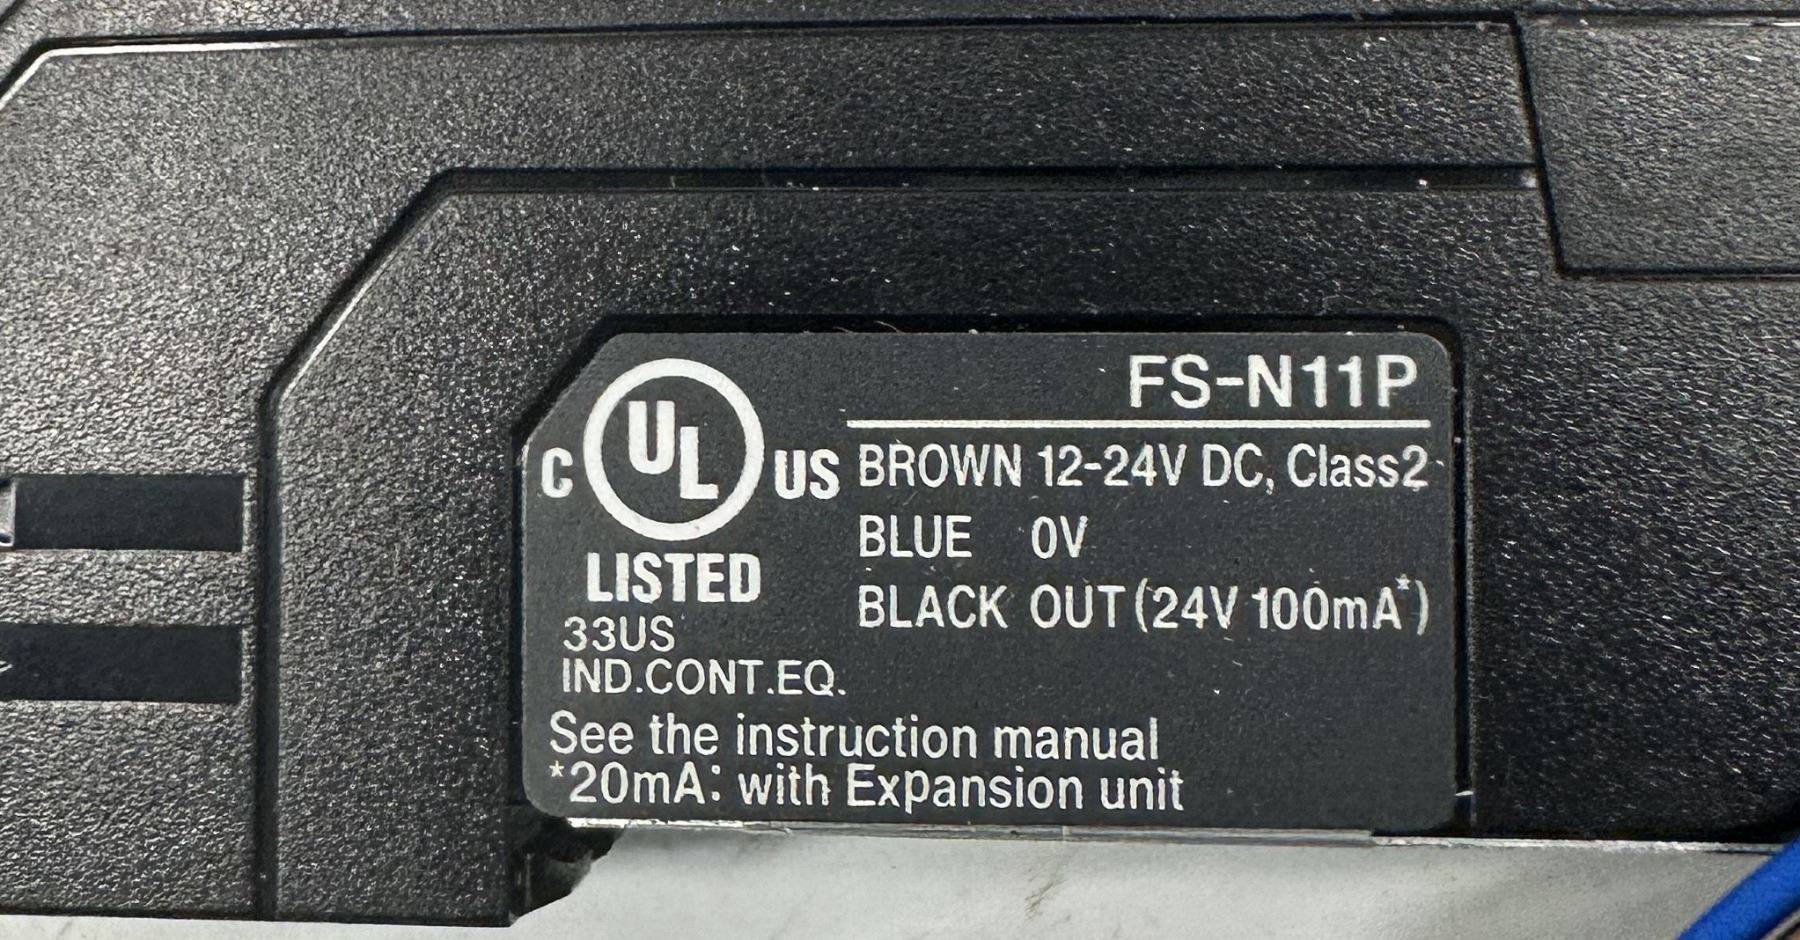 FS-N11P
C UL US
LISTED
33US
IND.CONT.EQ.
BROWN 12-24V DC, Class2
BLUE 0V
BLACK OUT (24V 100mA*)
See the instruction manual
*20mA: with Expansion unit